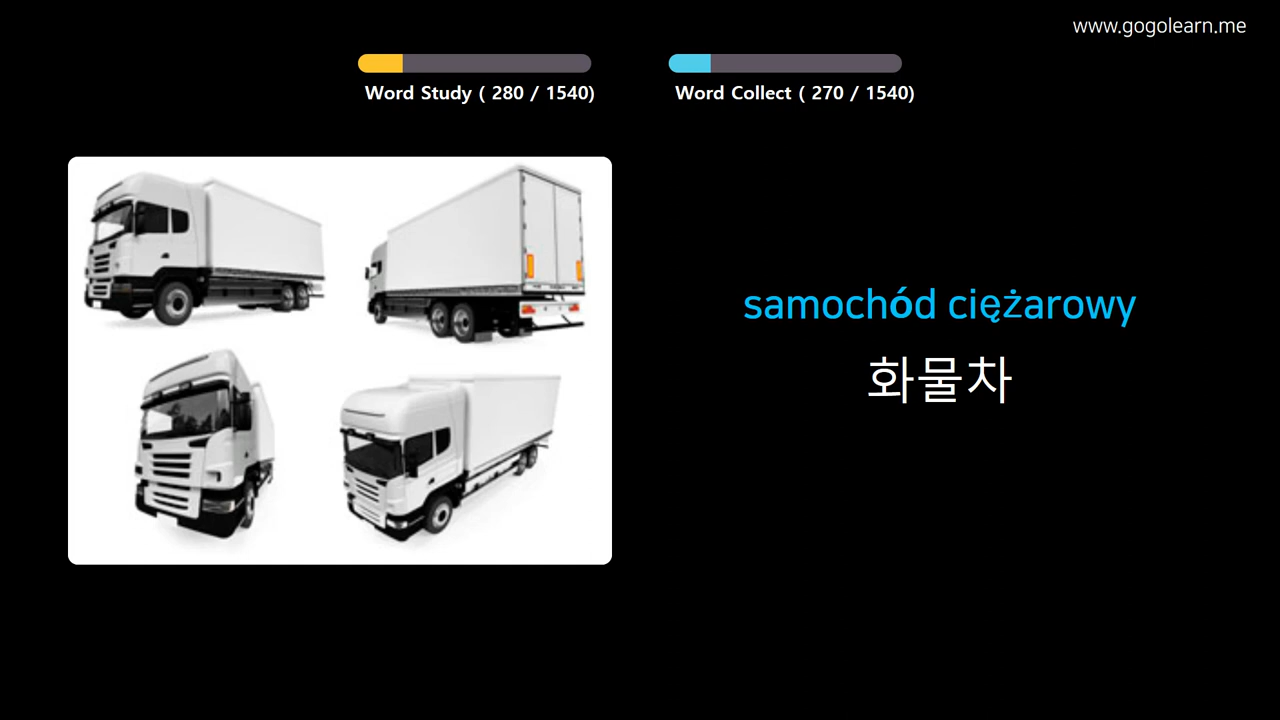 www.gogolearn.me
Word Study ( 280 / 1540)
Word Collect ( 270 / 1540)
samochód ciężarowy
화물차